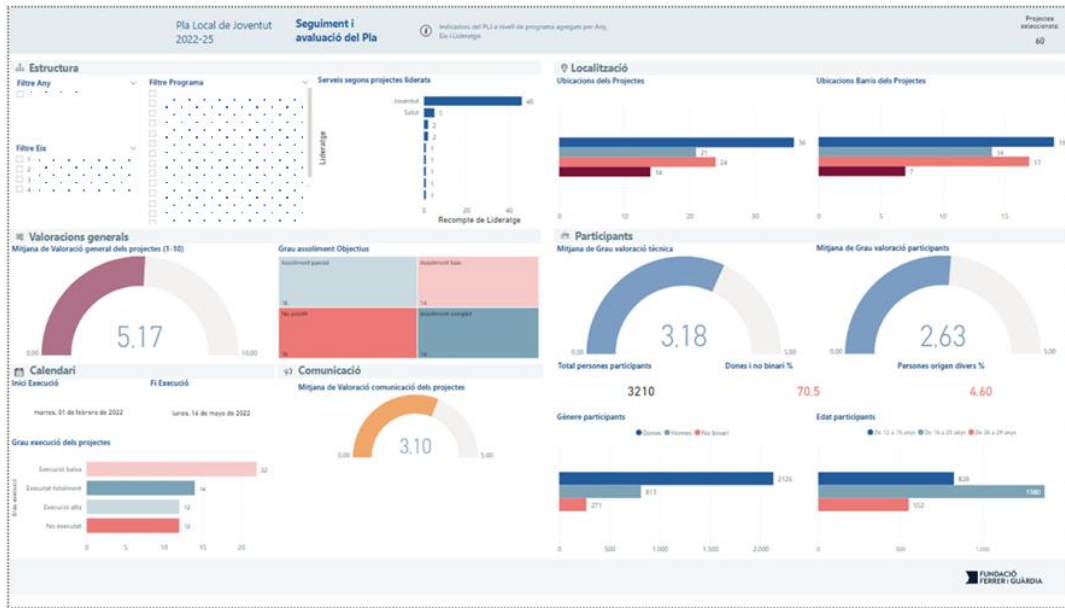 Pla Local de Joventut
2022-25
Seguiment i
avaluació del Pla
Indicadors del PLJ a nivell de programa agregats per Any,
Eix i Lideratge
Projectes
seleccionats
60
Estructura
Filtre Any
Filtre Eix
1
2
3
4
Filtre Programa
Serveis segons projectes liderats
Lideratge
Joventut
46
Salut
5
2
2
1
1
1
1
1
0
20
40
Recompte de Lideratge
Localització
Ubicacions dels Projectes
36
21
24
14
0
10
20
30
Ubicacions Barris dels Projectes
14
17
7
0
5
10
15
Valoracions generals
Mitjana de Valoració general dels projectes (1-10)
5,17
0,00
10,00
Grau assoliment Objectius
Assoliment parcial
16
Assoliment baix
14
No assolit
16
Assoliment complet
14
Participants
Mitjana de Grau valoració tècnica
3,18
0,00
5,00
Mitjana de Grau valoració participants
2,63
0,00
5,00
Total persones participants
3210
Dones i no binari %
70,5
Persones origen divers %
4,60
Calendari
Inici Execució
Fi Execució
lunes, 16 de mayo de 2022
Grau execució dels projectes
Grau execució
Execució baixa
22
Executat totalment
14
Execució alta
12
No executat
12
0
5
10
15
20
Comunicació
Mitjana de Valoració comunicació dels projectes
3,10
0,00
5,00
Gènere participants
Dones
Homes
No binari
2126
813
271
0
500
1.000
1.500
2.000
Edat participants
De 12 a 15 anys
De 16 a 25 anys
De 26 a 29 anys
828
1380
552
0
500
1.000
FUNDACIÓ
FERRER i GUÀRDIA